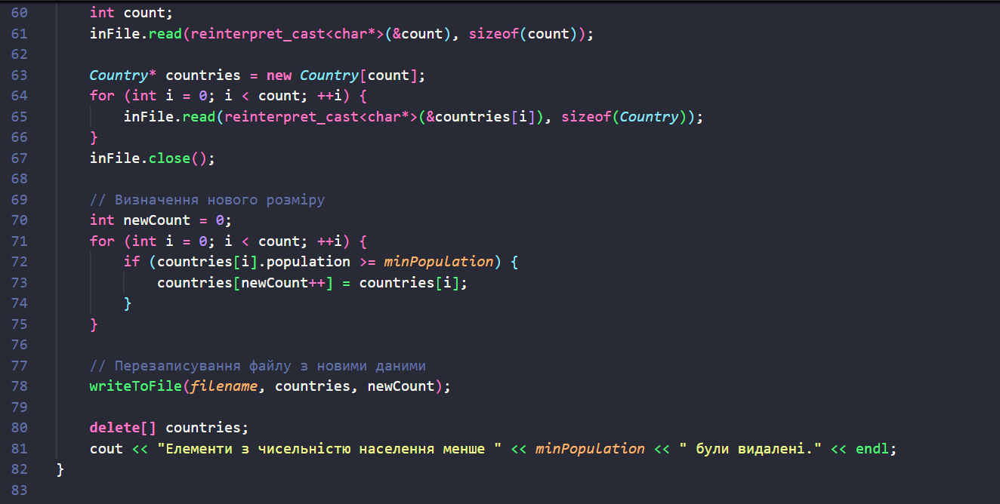 60 int count;
61 inFile.read(reinterpret_cast<char*>(&count), sizeof(count));
62
63 Country* countries = new Country[count];
64 for (int i = 0; i < count; ++i) {
65 inFile.read(reinterpret_cast<char*>(&countries[i]), sizeof(Country));
66 }
67 inFile.close();
68
69 // Визначення нового розміру
70 int newCount = 0;
71 for (int i = 0; i < count; ++i) {
72 if (countries[i].population >= minPopulation) {
73 countries[newCount++] = countries[i];
74 }
75 }
76
77 // Перезаписування файлу з новими даними
78 writeToFile(filename, countries, newCount);
79
80 delete[] countries;
81 cout << "Елементи з чисельністю населення менше " << minPopulation << " були видалені." << endl;
82 }
83